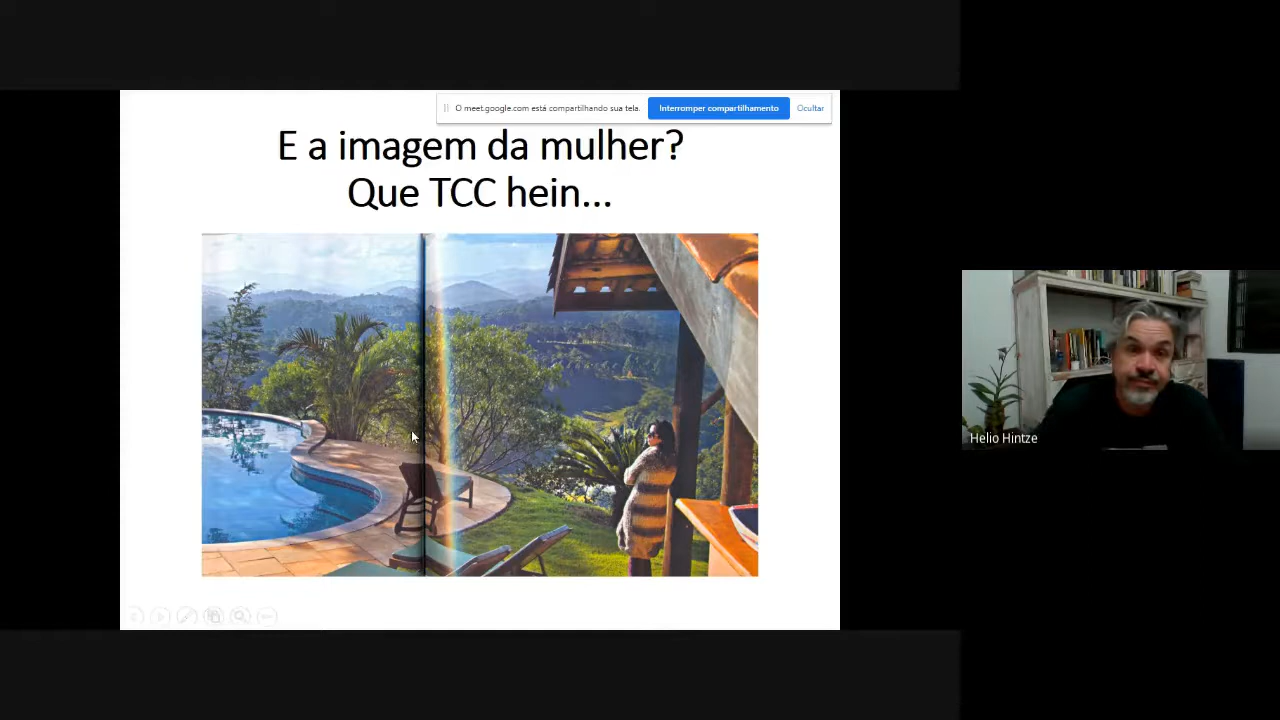 O meet.google.com está compartilhando sua tela. Interromper compartilhamento Ocultar
E a imagem da mulher?
Que TCC hein...
Helio Hintze